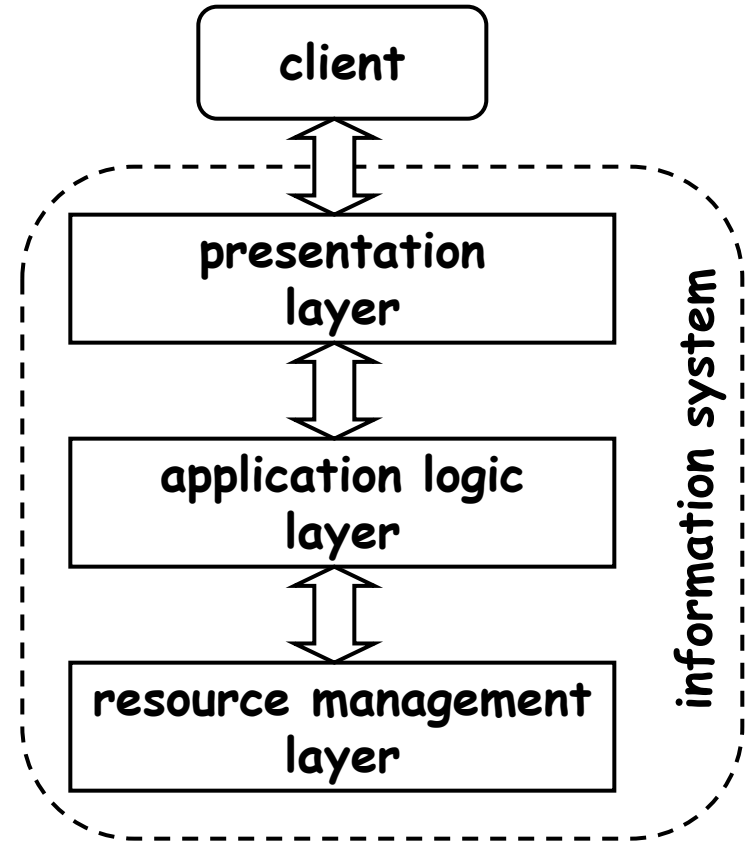 client
presentation
layer
application logic
layer
resource management
layer
information system